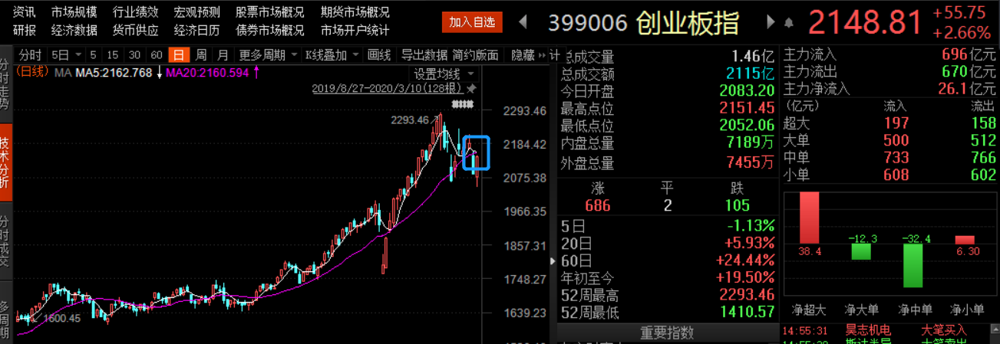 资讯 市场规模 行业绩效 宏观预测 股票市场概况 期货市场概况
研报 经济数据 货币供应 经济日历 债券市场概况 市场开户统计
加入自选
399006 创业板指
2148.81
+55.75
+2.66%
分时 5日 5 15 30 60 日 周 月 更多周期 K线叠加 画线 导出数据 简约版面 隐藏 ›› 计
(日线) MA MA5:2162.768 ↓ MA20:2160.594 ↑
设置均线
2019/8/27-2020/3/10(128根)
分时走势
技术分析
分时成交
多周期
2293.46
1600.45
2293.46
2184.42
2075.38
1966.35
1857.31
1748.27
1639.23
总成交量 1.46亿
总成交额 2115亿
今日开盘 2083.20
最高点位 2151.45
最低点位 2052.06
内盘总量 7189万
外盘总量 7455万
涨 平 跌
686 2 105
5日 -1.13%
20日 +5.93%
60日 +24.44%
年初至今 +19.50%
52周最高 2293.46
52周最低 1410.57
重要指数
主力流入 696亿元
主力流出 670亿元
主力净流入 26.1亿元
(亿元) 流入 流出
超大 197 158
大单 500 512
中单 733 766
小单 608 602
38.4 -12.3 -32.4 6.30
净超大 净大单 净中单 净小单
14:55:31 昊志机电 大笔买入